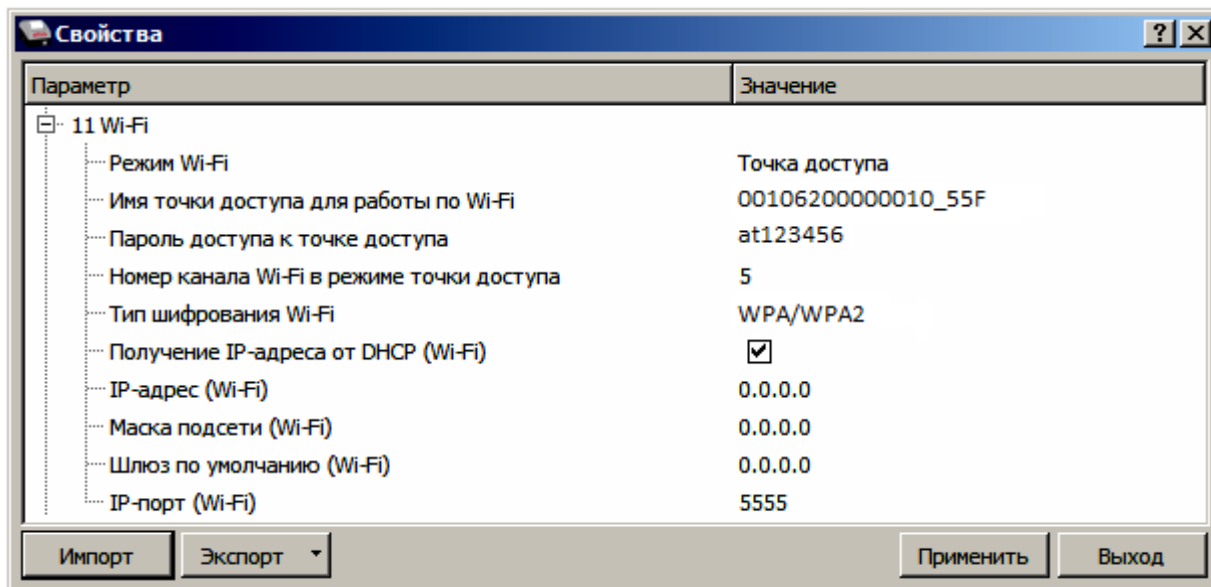 Свойства
Параметр Значение
11 Wi-Fi
Режим Wi-Fi Точка доступа
Имя точки доступа для работы по Wi-Fi 00106200000010_55F
Пароль доступа к точке доступа at123456
Номер канала Wi-Fi в режиме точки доступа 5
Тип шифрования Wi-Fi WPA/WPA2
Получение IP-адреса от DHCP (Wi-Fi)
IP-адрес (Wi-Fi) 0.0.0.0
Маска подсети (Wi-Fi) 0.0.0.0
Шлюз по умолчанию (Wi-Fi) 0.0.0.0
IP-порт (Wi-Fi) 5555
Импорт Экспорт Применить Выход